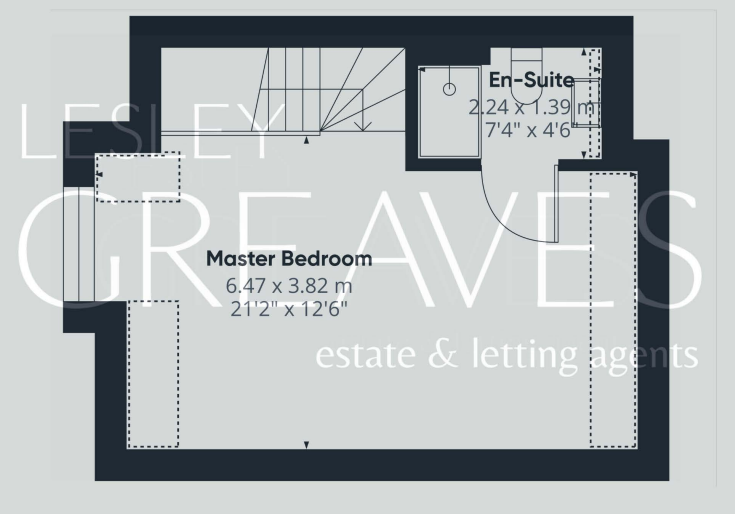 LESLEY
GREAVES
estate & letting agents
En-Suite
2.24 x 1.39 m
7'4" x 4'6"
Master Bedroom
6.47 x 3.82 m
21'2" x 12'6"